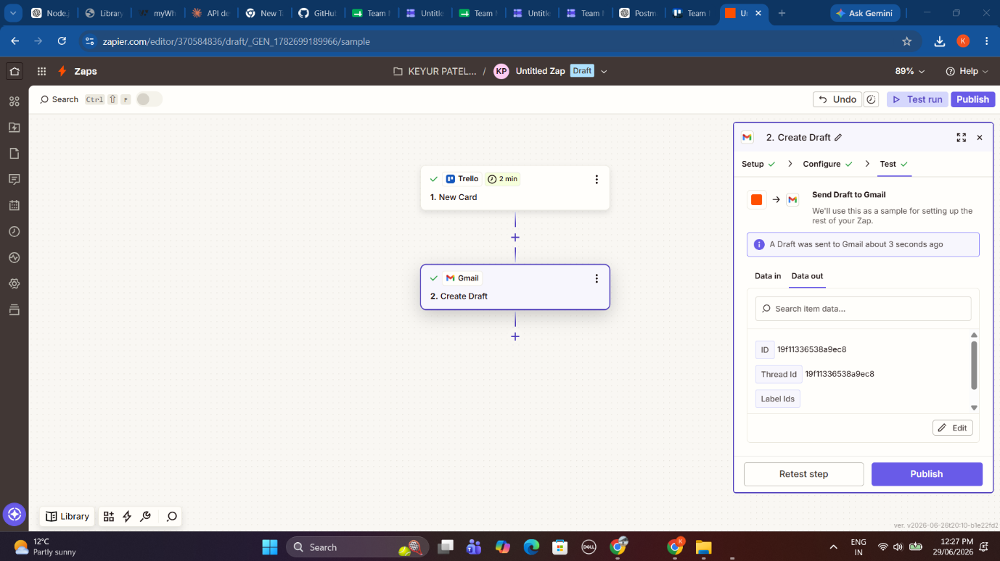 Node.j
Library
myWh
API de
New Ta
GitHub
Team M
Untitle
Team M
Untitle
Team M
Postm
Team
Un
Ask Gemini
zapier.com/editor/370584836/draft/_GEN_1782699189966/sample
K
Zaps
KEYUR PATEL... / KP Untitled Zap Draft
89%
Help
Search Ctrl ⇧ F
Undo
Test run
Publish
Trello 2 min
1. New Card
Gmail
2. Create Draft
2. Create Draft
Setup
Configure
Test
Send Draft to Gmail
We'll use this as a sample for setting up the
rest of your Zap.
A Draft was sent to Gmail about 3 seconds ago
Data in Data out
Search item data...
ID 19f11336538a9ec8
Thread Id 19f11336538a9ec8
Label Ids
Edit
Retest step
Publish
Library
ver. v2026-06-26t20:10-b1e22fd2
12°C
Partly sunny
Search
DELL
K
ENG
IN
12:27 PM
29/06/2026